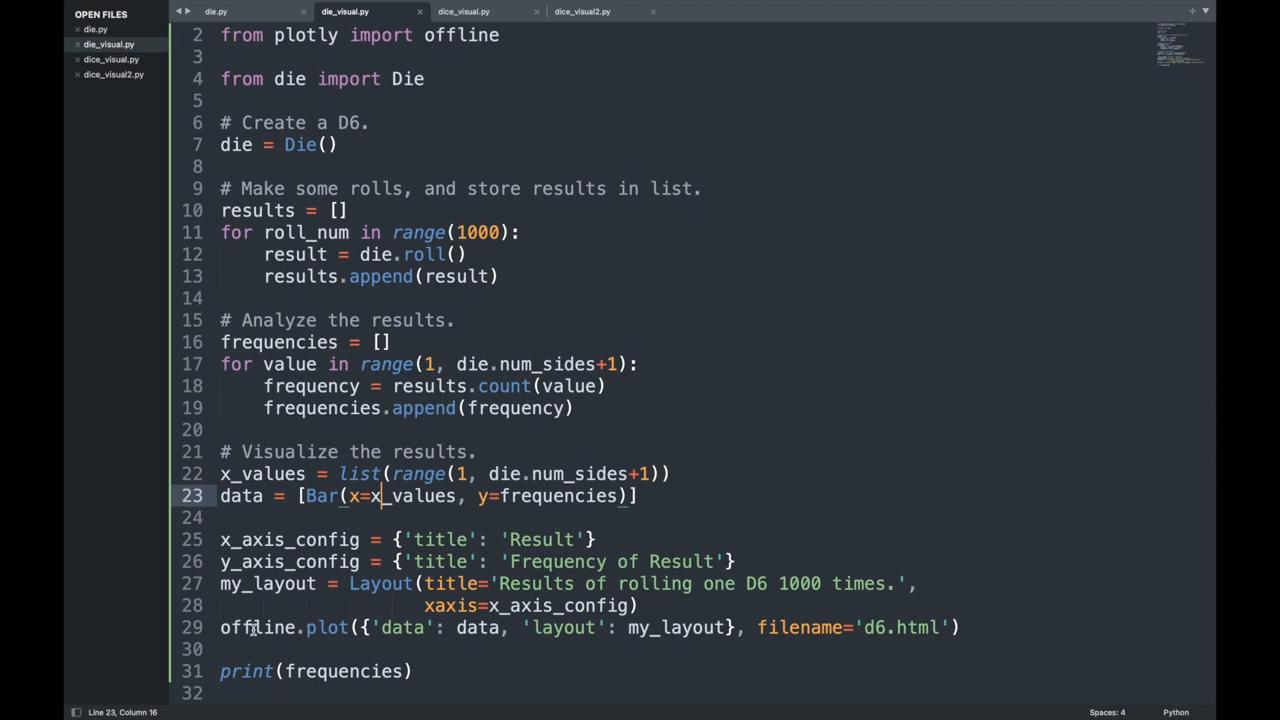 OPEN FILES
die.py
die_visual.py
dice_visual.py
dice_visual2.py
die.py
die_visual.py
dice_visual.py
dice_visual2.py
2 from plotly import offline
3
4 from die import Die
5
6 # Create a D6.
7 die = Die()
8
9 # Make some rolls, and store results in list.
10 results = []
11 for roll_num in range(1000):
12     result = die.roll()
13     results.append(result)
14
15 # Analyze the results.
16 frequencies = []
17 for value in range(1, die.num_sides+1):
18     frequency = results.count(value)
19     frequencies.append(frequency)
20
21 # Visualize the results.
22 x_values = list(range(1, die.num_sides+1))
23 data = [Bar(x=x_values, y=frequencies)]
24
25 x_axis_config = {'title': 'Result'}
26 y_axis_config = {'title': 'Frequency of Result'}
27 my_layout = Layout(title='Results of rolling one D6 1000 times.',
28                    xaxis=x_axis_config)
29 offline.plot({'data': data, 'layout': my_layout}, filename='d6.html')
30
31 print(frequencies)
32
Line 23, Column 16
Spaces: 4
Python